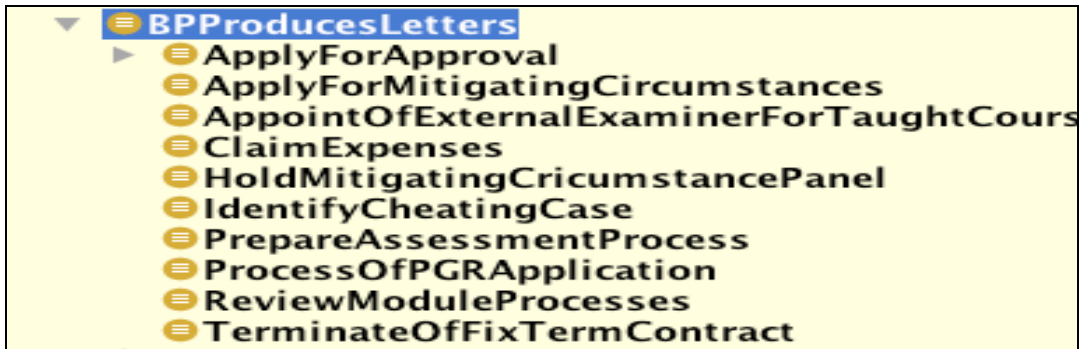 BPProducesLetters
ApplyForApproval
ApplyForMitigatingCircumstances
AppointOfExternalExaminerForTaughtCours
ClaimExpenses
HoldMitigatingCricumstancePanel
IdentifyCheatingCase
PrepareAssessmentProcess
ProcessOfPGRApplication
ReviewModuleProcesses
TerminateOfFixTermContract